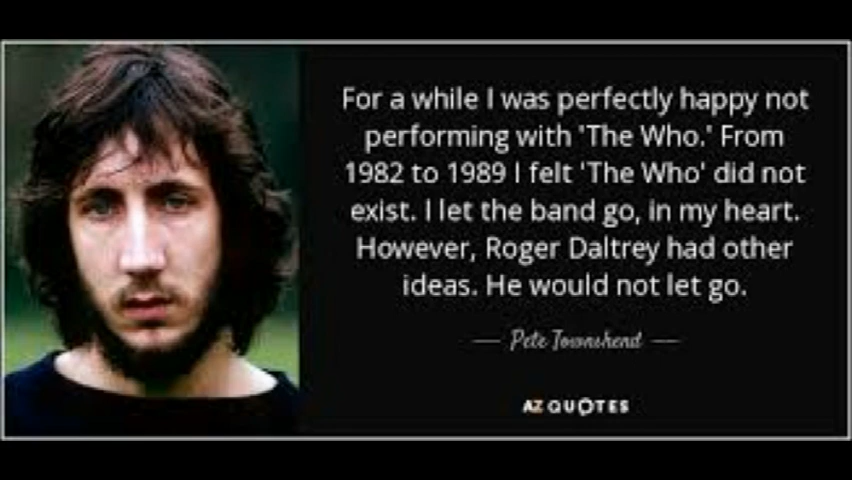 For a while I was perfectly happy not
performing with 'The Who.' From
1982 to 1989 I felt 'The Who' did not
exist. I let the band go, in my heart.
However, Roger Daltrey had other
ideas. He would not let go.
— Pete Townshend —
AZ QUOTES